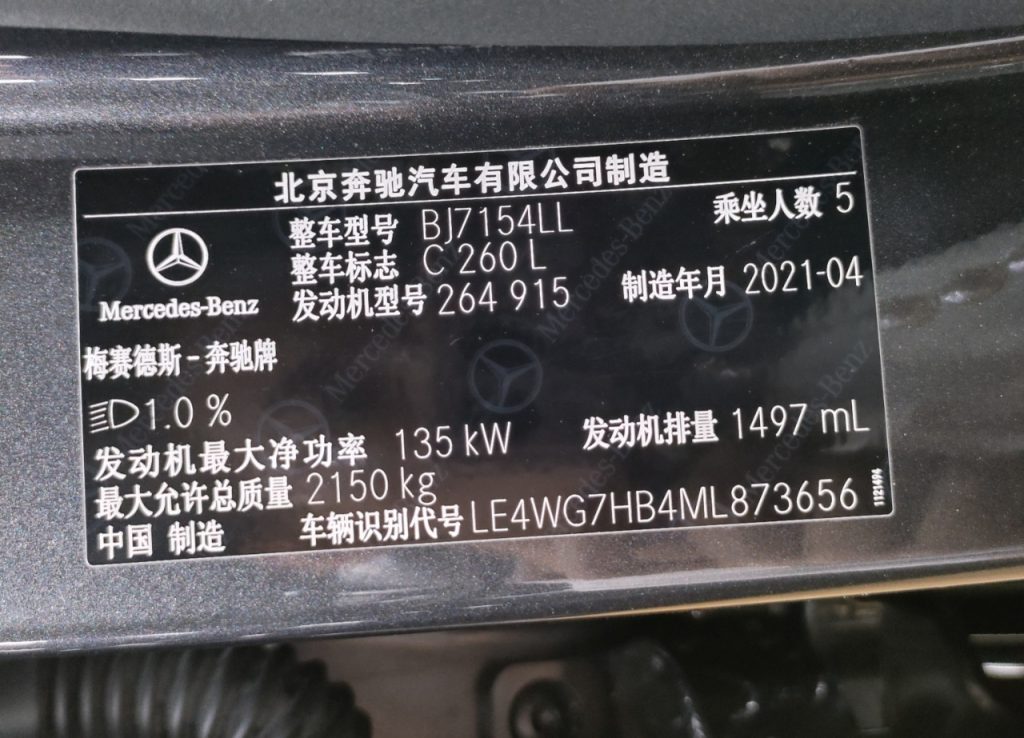 北京奔驰汽车有限公司制造
整车型号 BJ7154LL 乘坐人数 5
整车标志 C 260 L
发动机型号 264 915 制造年月 2021-04
Mercedes-Benz
梅赛德斯-奔驰牌
1.0 %
发动机最大净功率 135 kW 发动机排量 1497 mL
最大允许总质量 2150 kg
中国 制造 车辆识别代号 LE4WG7HB4ML873656